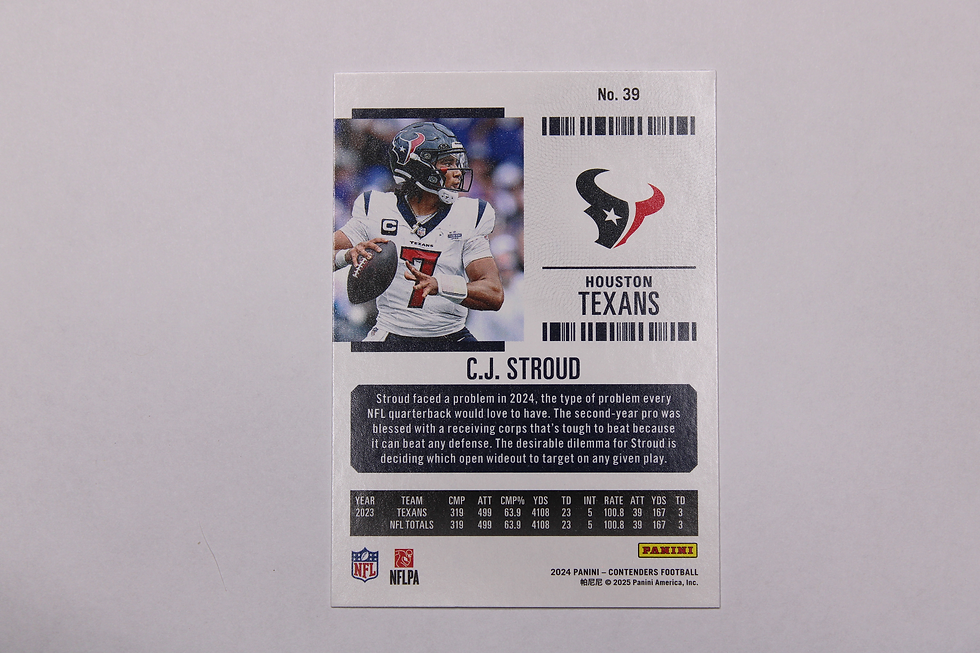 No. 39
C
TEXANS
7
HOUSTON
TEXANS
C.J. STROUD
Stroud faced a problem in 2024, the type of problem every
NFL quarterback would love to have. The second-year pro was
blessed with a receiving corps that's tough to beat because
it can beat any defense. The desirable dilemma for Stroud is
deciding which open wideout to target on any given play.
YEAR TEAM CMP ATT CMP% YDS TD INT RATE ATT YDS TD
2023 TEXANS 319 499 63.9 4108 23 5 100.8 39 167 3
NFL TOTALS 319 499 63.9 4108 23 5 100.8 39 167 3
PANINI
NFL
NFLPA
2024 PANINI – CONTENDERS FOOTBALL
帕尼尼 © 2025 Panini America, Inc.